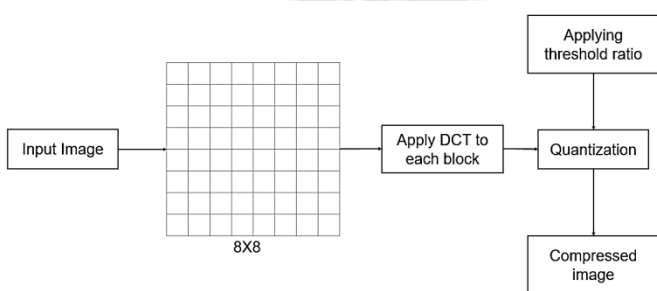 Applying
threshold ratio
Input Image
Apply DCT to
each block
Quantization
8X8
Compressed
image